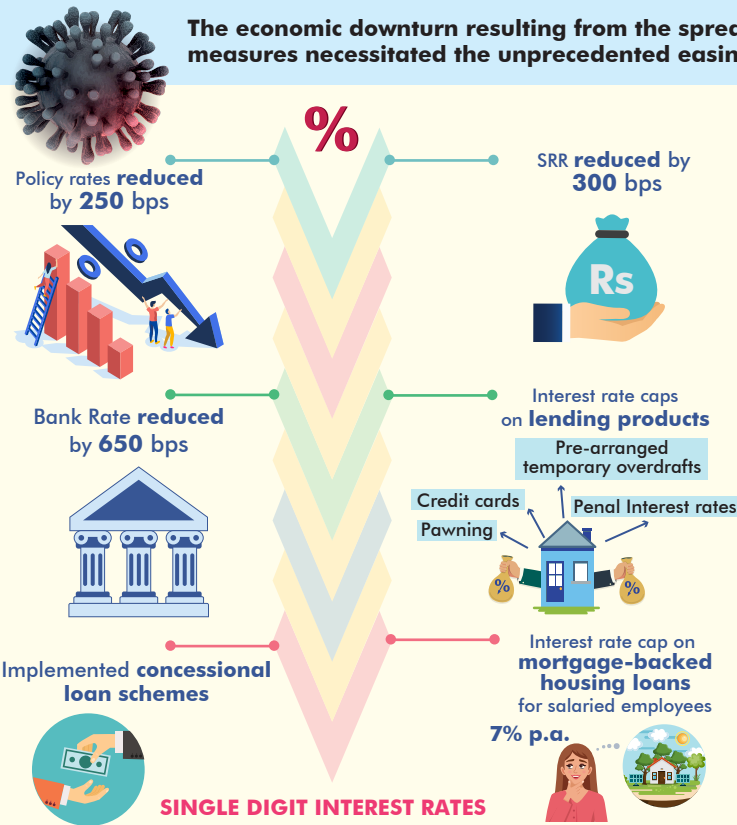 The economic downturn resulting from the
measures necessitated the unprecedented
%
Policy rates reduced
by 250 bps
SRR reduced by
300 bps
Rs
Bank Rate reduced
by 650 bps
Interest rate caps
on lending products
Pre-arranged
temporary overdrafts
Credit cards
Penal Interest rates
Pawning
%
%
Implemented concessional
loan schemes
Interest rate cap on
mortgage-backed
housing loans
for salaried employees
7% p.a.
SINGLE DIGIT INTEREST RATES